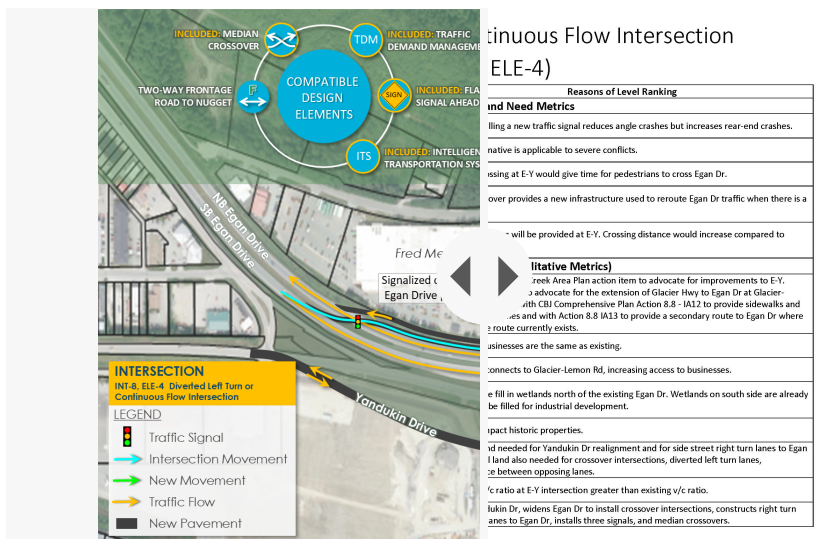 INCLUDED: MEDIAN
CROSSOVER
TDM
INCLUDED: TRAFFIC
DEMAND MANAGEME
TWO-WAY FRONTAGE
ROAD TO NUGGET
F
COMPATIBLE
DESIGN
ELEMENTS
SIGN
INCLUDED: FLA
SIGNAL AHEAD
ITS
INCLUDED: INTELLIGEN
TRANSPORTATION SYS
NB Egan Drive
SB Egan Drive
Fred Me
Signalized
Egan Drive
Yandukin Drive
INTERSECTION
INT-8, ELE-4 Diverted Left Turn or
Continuous Flow Intersection
LEGEND
Traffic Signal
Intersection Movement
New Movement
Traffic Flow
New Pavement
tinuous Flow Intersection
ELE-4)
Reasons of Level Ranking
and Need Metrics
lling a new traffic signal reduces angle crashes but increases rear-end crashes.
native is applicable to severe conflicts.
ossing at E-Y would give time for pedestrians to cross Egan Dr.
over provides a new infrastructure used to reroute Egan Dr traffic when there is a
will be provided at E-Y. Crossing distance would increase compared to
litative Metrics)
reek Area Plan action item to advocate for improvements to E-Y.
advocate for the extension of Glacier Hwy to Egan Dr at Glacier-
with CBJ Comprehensive Plan Action 8.8 - IA12 to provide sidewalks and
nes and with Action 8.8 IA13 to provide a secondary route to Egan Dr where
e route currently exists.
usinesses are the same as existing.
connects to Glacier-Lemon Rd, increasing access to businesses.
e fill in wetlands north of the existing Egan Dr. Wetlands on south side are already
be filled for industrial development.
npact historic properties.
nd needed for Yandukin Dr realignment and for side street right turn lanes to Egan
l land also needed for crossover intersections, diverted left turn lanes,
ce between opposing lanes.
v/c ratio at E-Y intersection greater than existing v/c ratio.
dukin Dr, widens Egan Dr to install crossover intersections, constructs right turn
lanes to Egan Dr, installs three signals, and median crossovers.